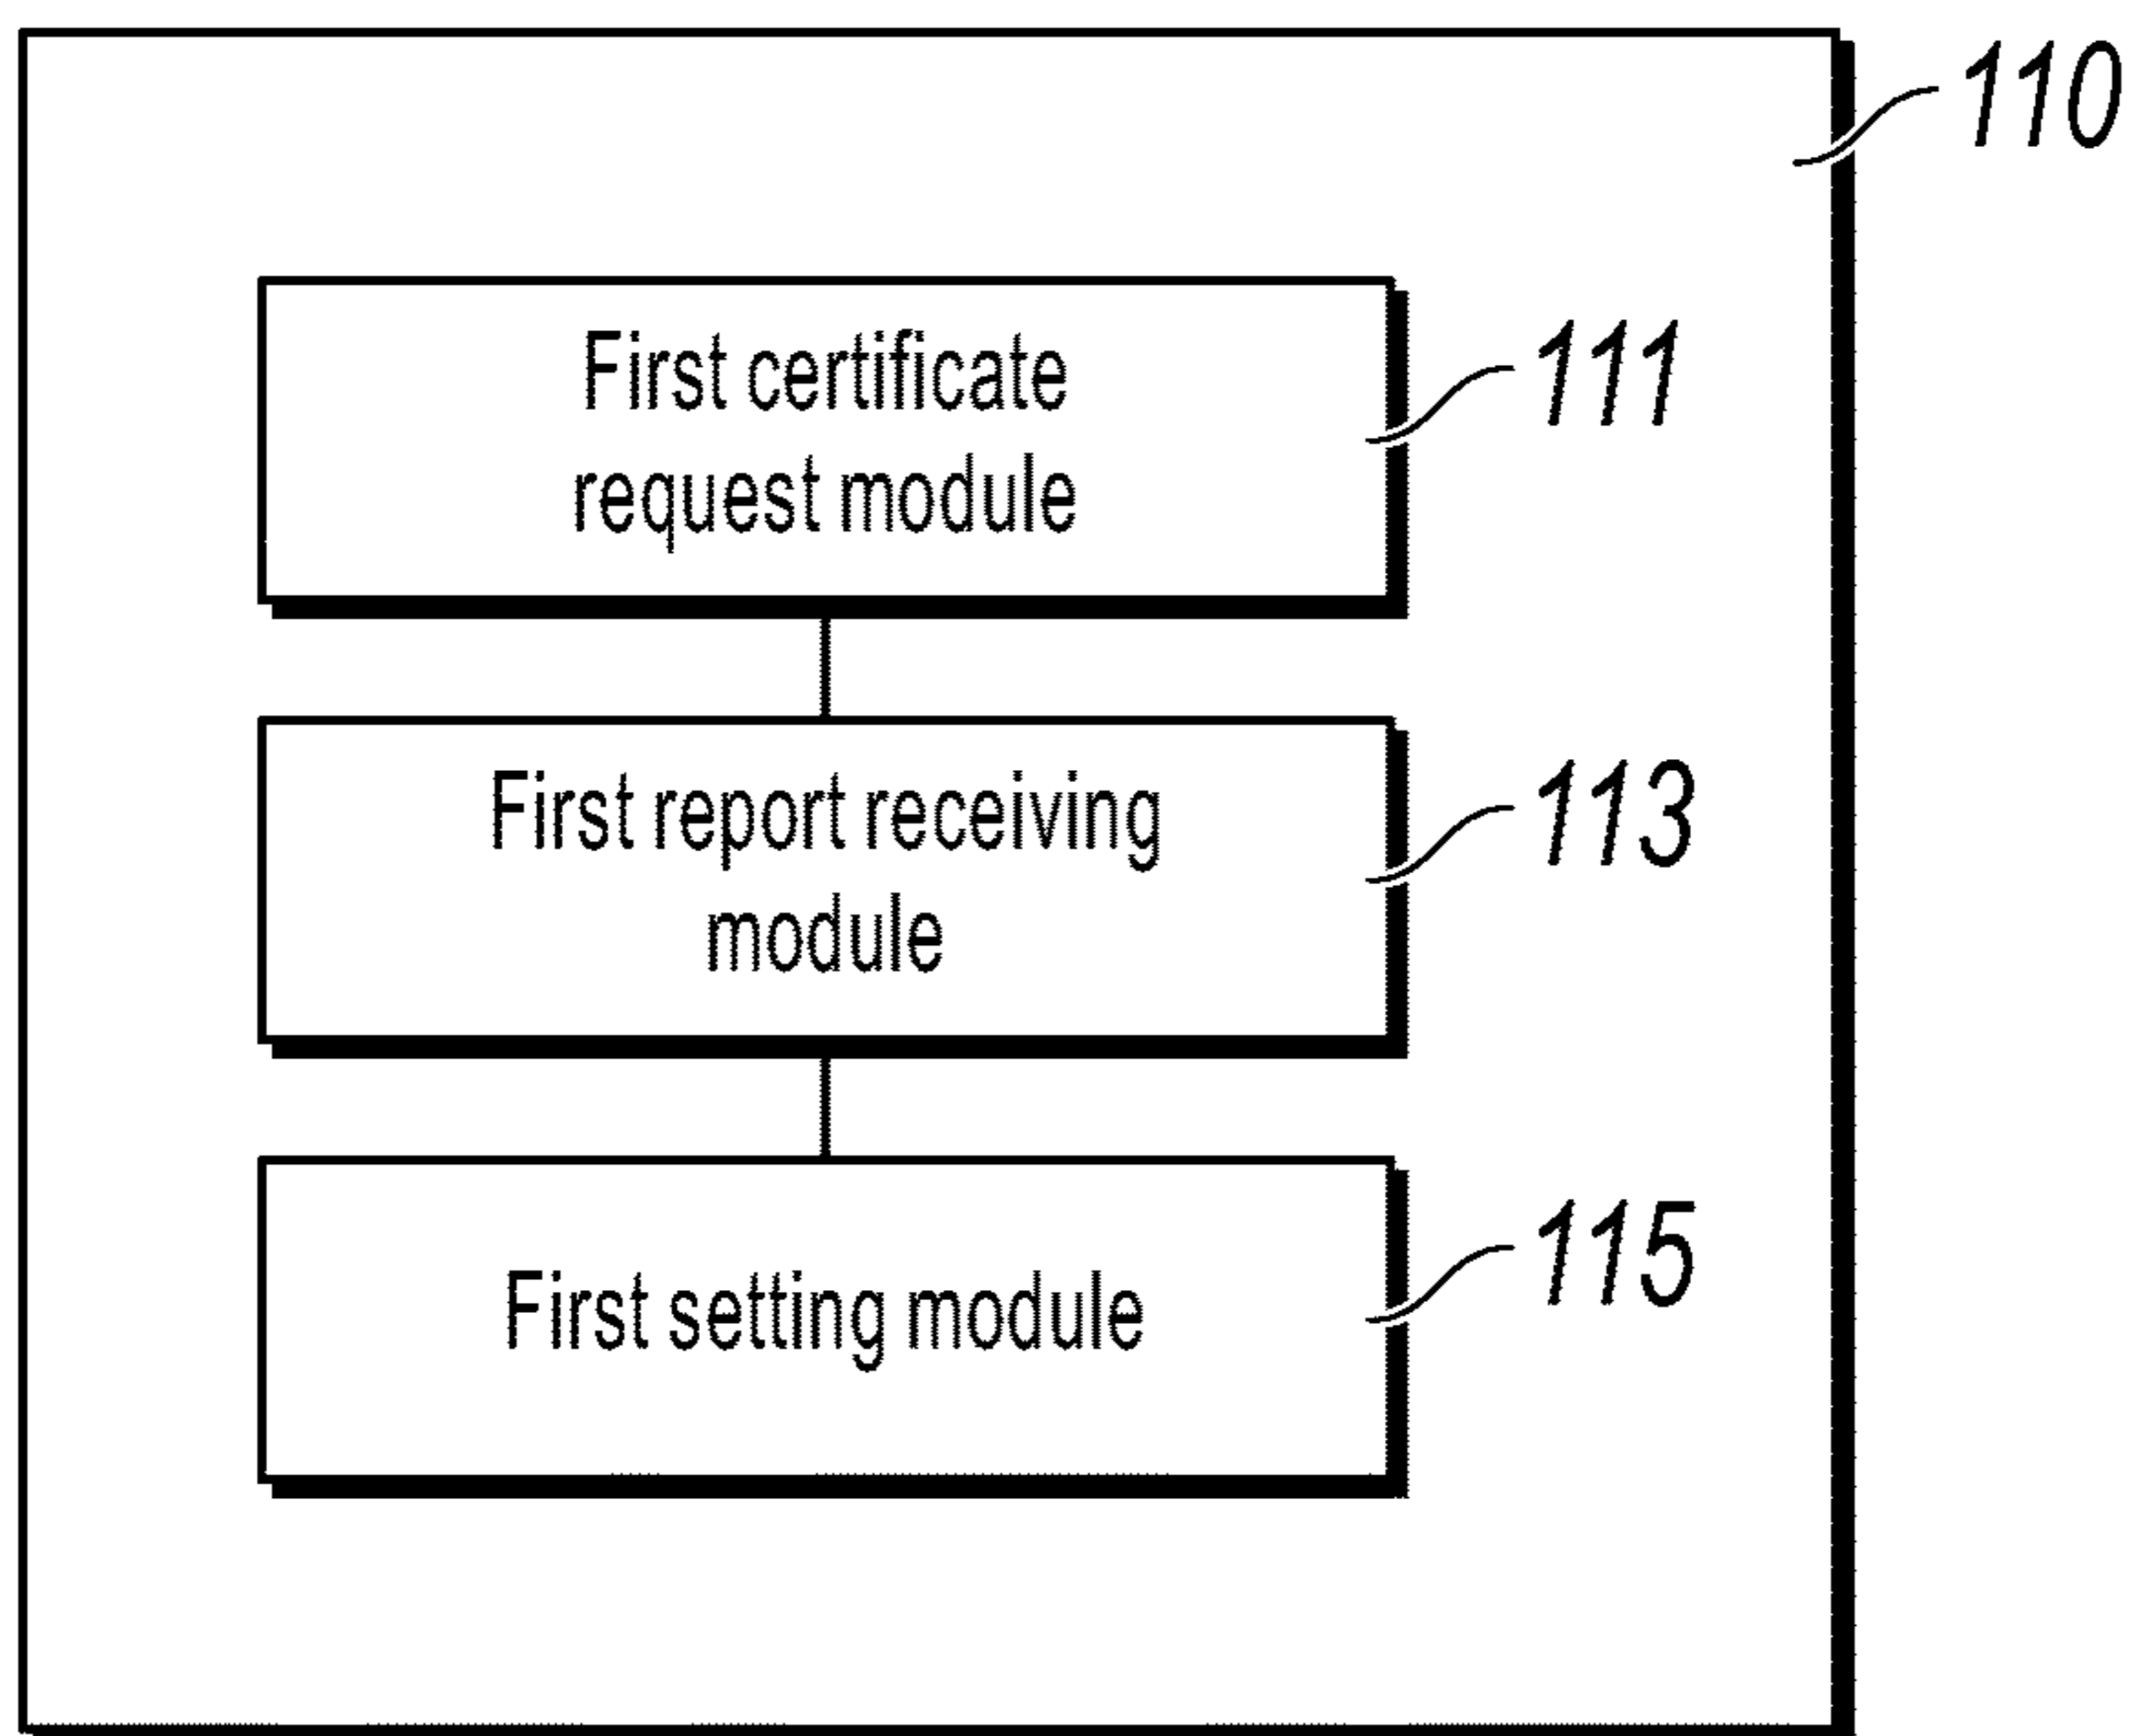 110
First certificate
request module
111
First report receiving
module
113
First setting module
115